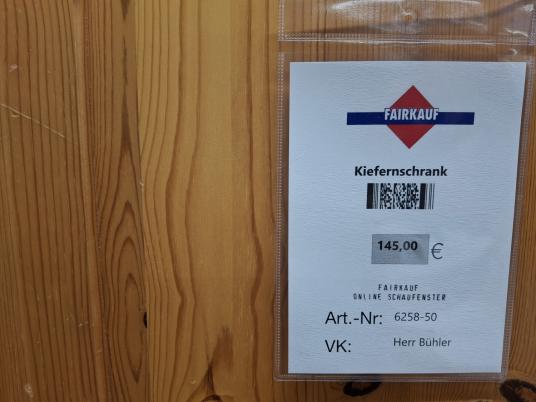 FAIRKAUF
Kiefernschrank
145,00 €
FAIRKAUF
ONLINE SCHAUFENSTER
Art.-Nr: 6258-50
VK: Herr Bühler